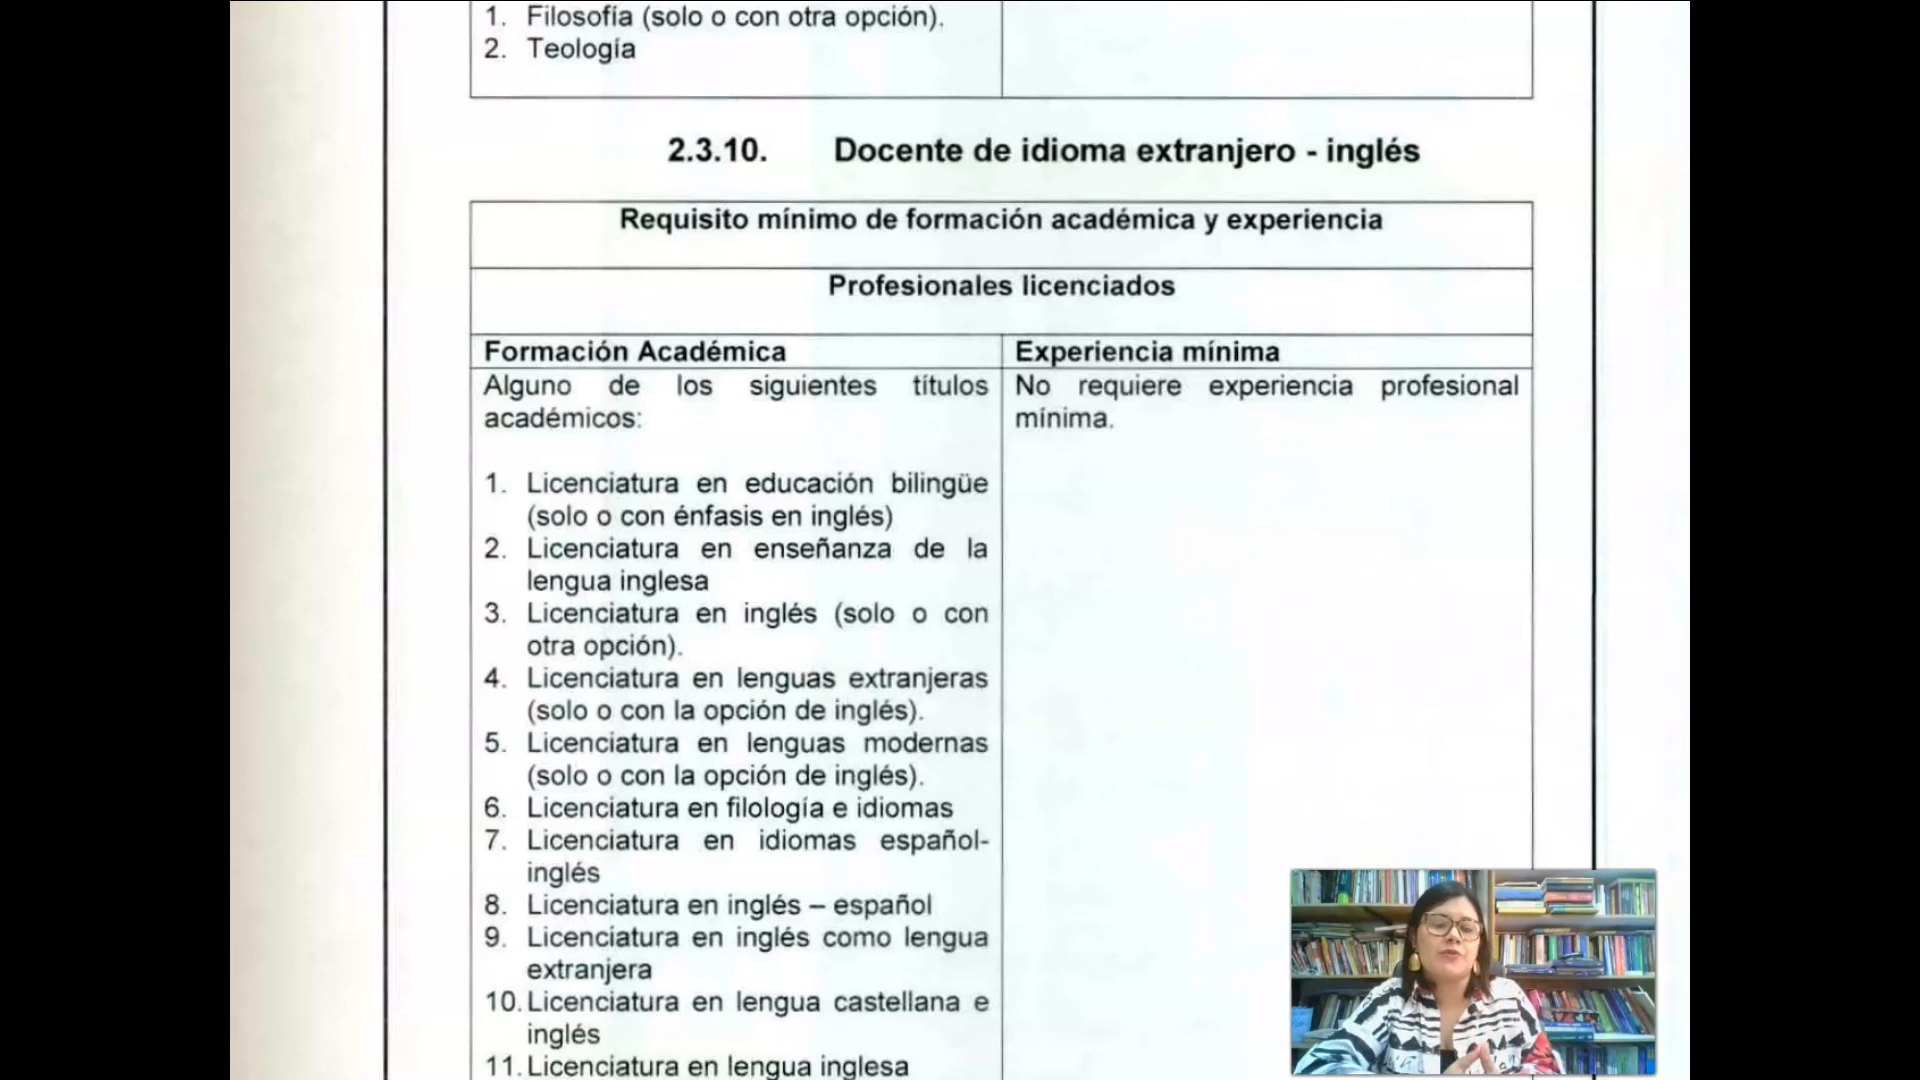 1. Filosofía (solo o con otra opción).
2. Teología
2.3.10. Docente de idioma extranjero - inglés
Requisito mínimo de formación académica y experiencia
Profesionales licenciados
Formación Académica
Alguno de los siguientes títulos
académicos:
1. Licenciatura en educación bilingüe
(solo o con énfasis en inglés)
2. Licenciatura en enseñanza de la
lengua inglesa
3. Licenciatura en inglés (solo o con
otra opción).
4. Licenciatura en lenguas extranjeras
(solo o con la opción de inglés).
5. Licenciatura en lenguas modernas
(solo o con la opción de inglés).
6. Licenciatura en filología e idiomas
7. Licenciatura en idiomas español-
inglés
8. Licenciatura en inglés – español
9. Licenciatura en inglés como lengua
extranjera
10. Licenciatura en lengua castellana e
inglés
11. Licenciatura en lengua inglesa
Experiencia mínima
No requiere experiencia profesional
mínima.